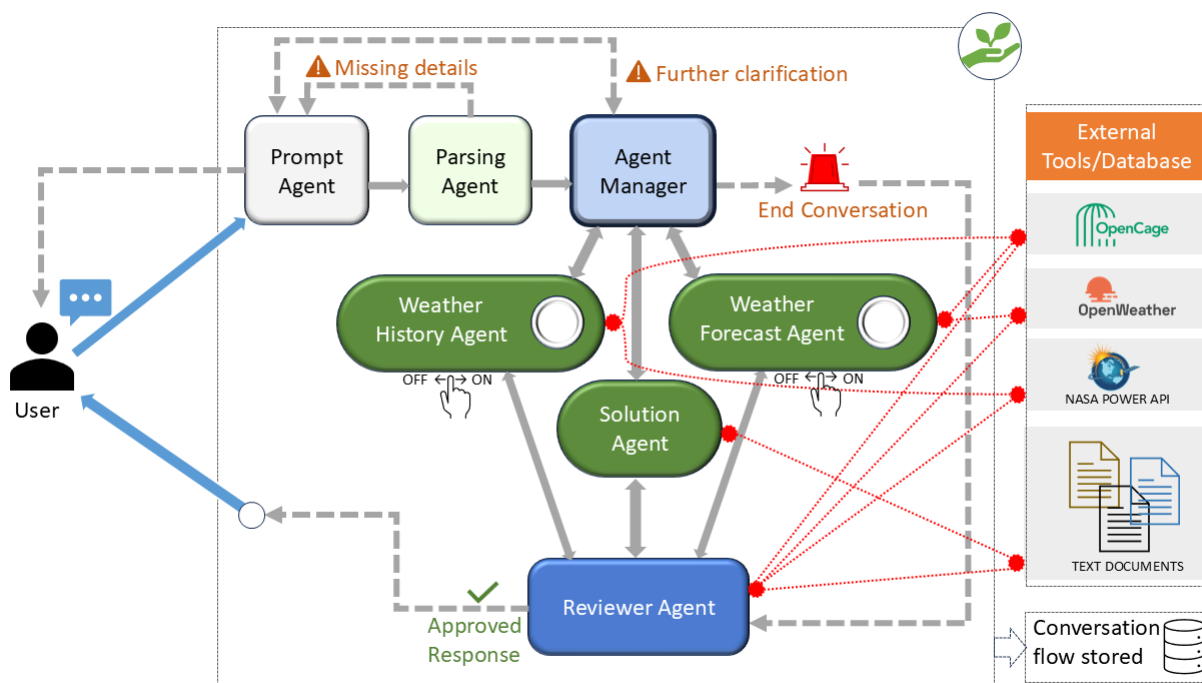 Missing details
Further clarification
Prompt
Agent
Parsing
Agent
Agent
Manager
End Conversation
External
Tools/Database
OpenCage
OpenWeather
NASA POWER API
TEXT DOCUMENTS
Weather
History Agent
OFF ON
Weather
Forecast Agent
OFF ON
Solution
Agent
User
Reviewer Agent
Approved
Response
Conversation
flow stored